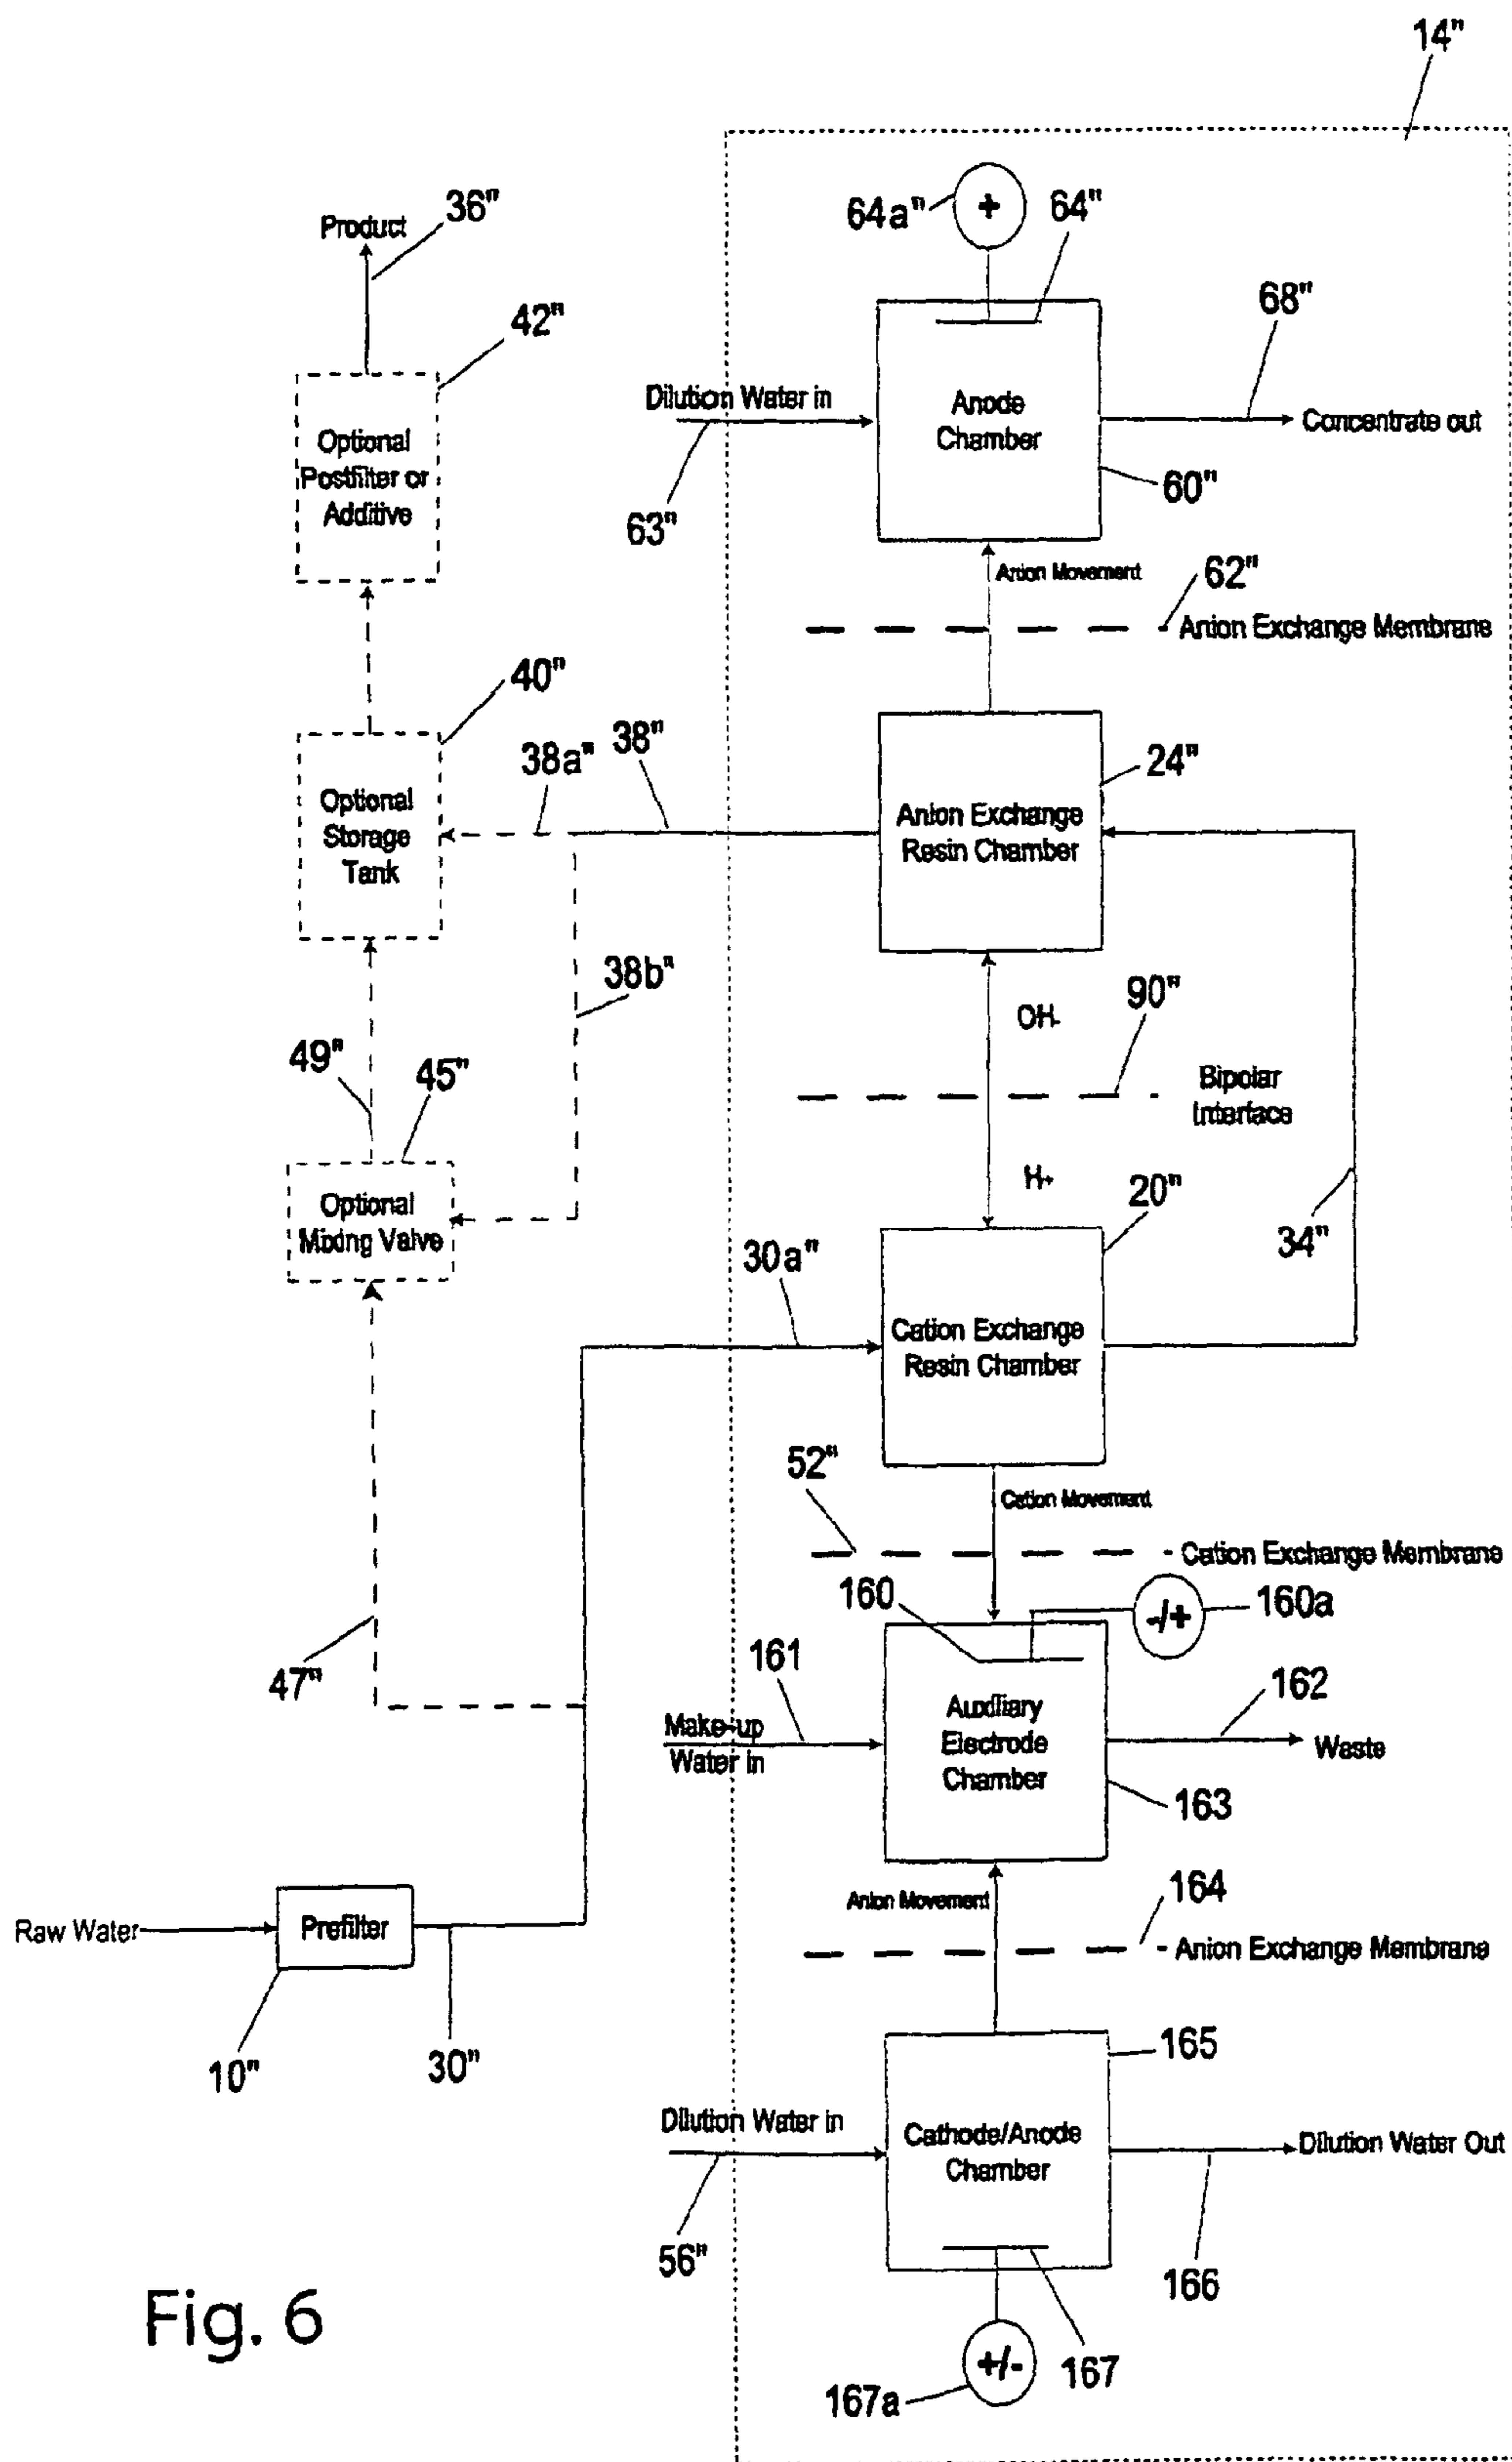 14"
64a"
+
64"
Product
36"
42"
68"
Dilution Water in
Anode
Chamber
Concentrate out
Optional
Postfilter or
Additive
63"
60"
Anion Movement
62"
Anion Exchange Membrane
40"
38a"
38"
24"
Optional
Storage
Tank
Anion Exchange
Resin Chamber
38b"
90"
OH-
49"
45"
Bipolar
Interface
H+
20"
Optional
Mixing Valve
34"
30a"
Cation Exchange
Resin Chamber
52"
Cation Movement
Cation Exchange Membrane
160
-/+
160a
47"
161
162
Make-up
Water in
Auxiliary
Electrode
Chamber
Waste
163
Anion Movement
164
Raw Water
Prefilter
Anion Exchange Membrane
10"
30"
165
Dilution Water in
Cathode/Anode
Chamber
Dilution Water Out
56"
166
Fig. 6
+/-
167
167a